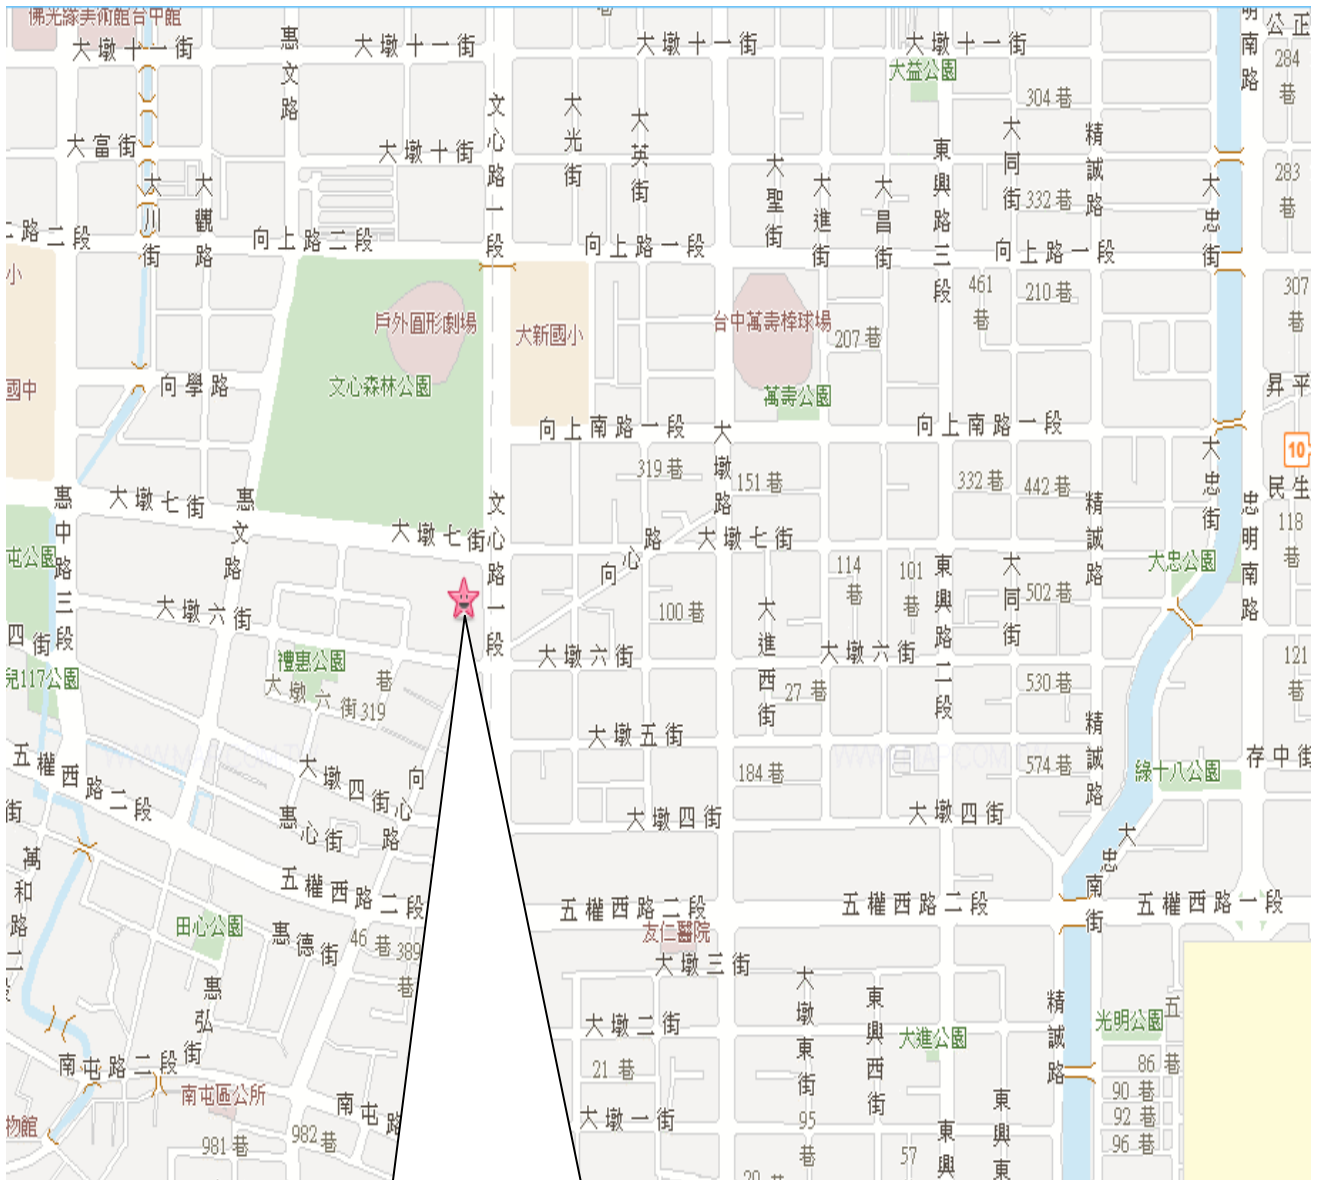 佛光緣美術館台中館
大墩十一街
惠文路
大墩十一街
大墩十一街
大墩十一街
明南路
公正
284巷
大益公園
304巷
文心路一段
大光街
大英街
大富街
大墩十街
東興路三段
大同街
精誠路
283巷
大川街
大觀路
大聖街
大進街
大昌街
332巷
大忠街
二路二段
向上路二段
向上路一段
向上路一段
小
461巷
210巷
307巷
戶外圓形劇場
大新國小
台中萬壽棒球場
207巷
國中
向學路
文心森林公園
萬壽公園
昇平
向上南路一段
大墩路
向上南路一段
10
319巷
151巷
332巷
442巷
大忠街
民生
惠中路三段
大墩七街
惠文路
大墩七街
文心路一段
向心路
大墩七街
精誠路
忠明南路
118巷
屯公園
114巷
101巷
東興路二段
大同街
502巷
大忠公園
大墩六街
100巷
大進西街
四街
禮惠公園
大墩六街
大墩六街
121巷
兒117公園
大墩六街319巷
27巷
530巷
五權西路二段
大墩五街
精誠路
存中街
大墩四街
向心路
184巷
574巷
綠十八公園
街
惠心街
大墩四街
大墩四街
大忠南街
萬和路二段
五權西路二段
五權西路二段
五權西路二段
五權西路一段
田心公園
惠德街
46巷
389巷
友仁醫院
大墩三街
惠弘街
大墩東街
東興西街
精誠路
光明公園
五
大墩二街
大進公園
南屯路二段
21巷
86巷
南屯區公所
南屯路
90巷
東興東
物館
大墩一街
95巷
92巷
981巷
982巷
東興
57
96巷